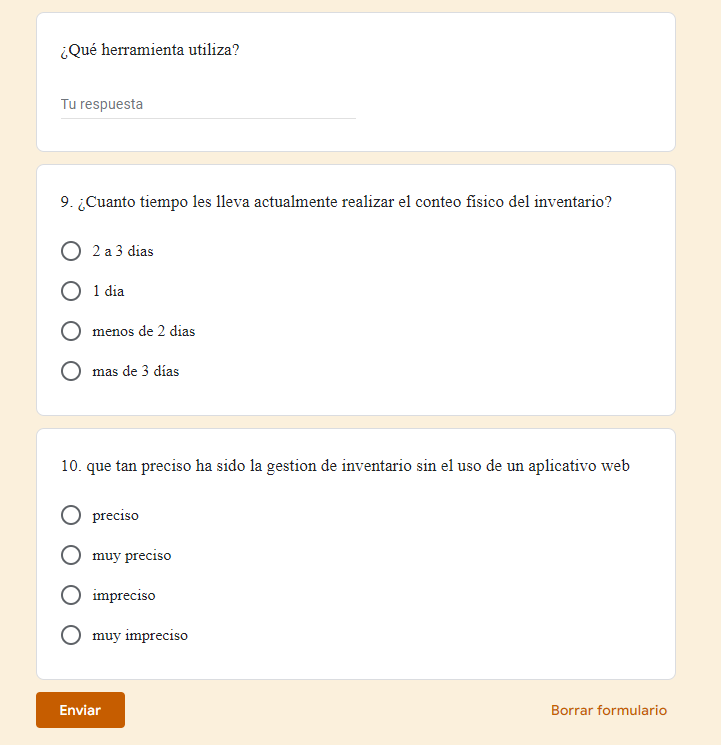 ¿Qué herramienta utiliza?
Tu respuesta
9. ¿Cuanto tiempo les lleva actualmente realizar el conteo físico del inventario?
2 a 3 dias
1 dia
menos de 2 dias
mas de 3 días
10. que tan preciso ha sido la gestion de inventario sin el uso de un aplicativo web
preciso
muy preciso
impreciso
muy impreciso
Enviar
Borrar formulario